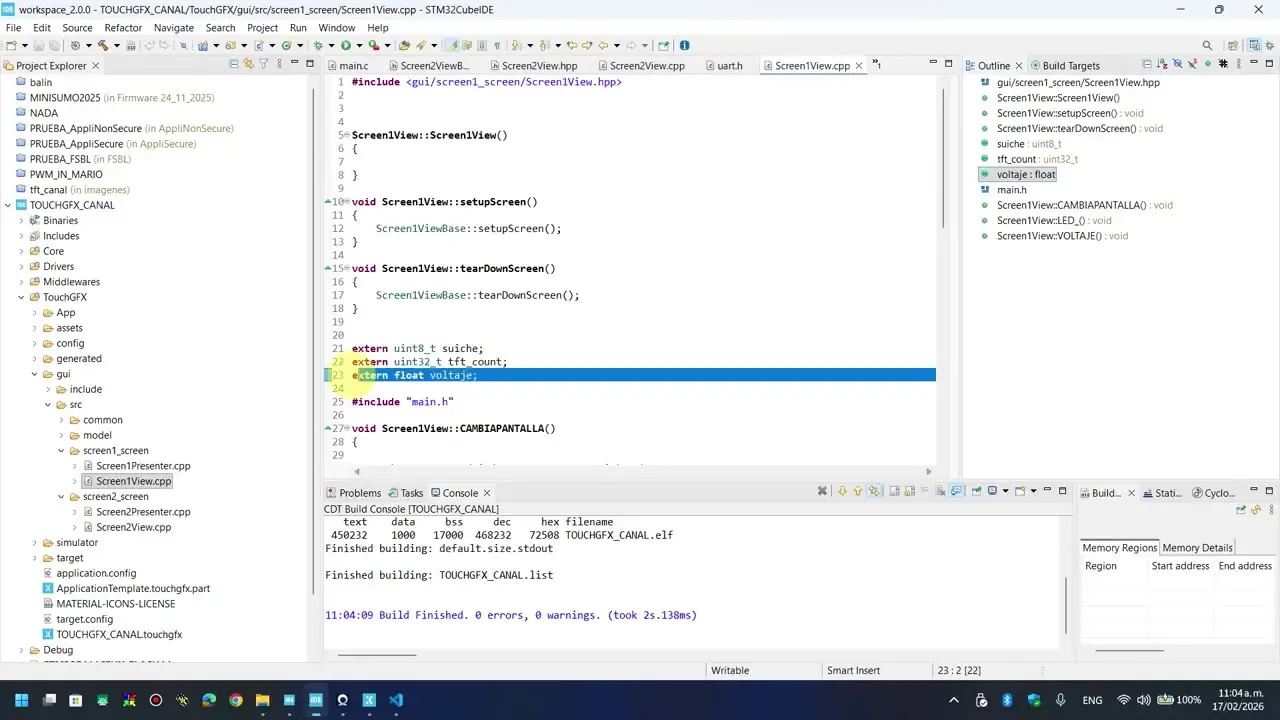 workspace_2.0.0 - TOUCHGFX_CANAL/TouchGFX/gui/src/screen1_screen/Screen1View.cpp - STM32CubeIDE
File Edit Source Refactor Navigate Search Project Run Window Help
Project Explorer
balin
MINISUMO2025 (in Firmware 24_11_2025)
NADA
PRUEBA_AppliNonSecure (in AppliNonSecure)
PRUEBA_AppliSecure (in AppliSecure)
PRUEBA_FSBL (in FSBL)
PWM_IN_MARIO
tft_canal (in imagenes)
TOUCHGFX_CANAL
Binaries
Includes
Core
Drivers
Middlewares
TouchGFX
App
assets
config
generated
gui
include
src
common
model
screen1_screen
Screen1Presenter.cpp
Screen1View.cpp
screen2_screen
Screen2Presenter.cpp
Screen2View.cpp
simulator
target
application.config
ApplicationTemplate.touchgfx.part
MATERIAL-ICONS-LICENSE
target.config
TOUCHGFX_CANAL.touchgfx
Debug
main.c Screen2ViewB... Screen2View.hpp Screen2View.cpp uart.h Screen1View.cpp
1 #include <gui/screen1_screen/Screen1View.hpp>
2
3
4
5 Screen1View::Screen1View()
6 {
7
8 }
9
10 void Screen1View::setupScreen()
11 {
12 Screen1ViewBase::setupScreen();
13 }
14
15 void Screen1View::tearDownScreen()
16 {
17 Screen1ViewBase::tearDownScreen();
18 }
19
20
21 extern uint8_t suiche;
22 extern uint32_t tft_count;
23 extern float voltaje;
24
25 #include "main.h"
26
27 void Screen1View::CAMBIAPANTALLA()
28 {
29
Outline Build Targets
gui/screen1_screen/Screen1View.hpp
Screen1View::Screen1View()
Screen1View::setupScreen() : void
Screen1View::tearDownScreen() : void
suiche : uint8_t
tft_count : uint32_t
voltaje : float
main.h
Screen1View::CAMBIAPANTALLA() : void
Screen1View::LED_() : void
Screen1View::VOLTAJE() : void
Problems Tasks Console
CDT Build Console [TOUCHGFX_CANAL]
text data bss dec hex filename
450232 1000 17000 468232 72508 TOUCHGFX_CANAL.elf
Finished building: default.size.stdout
Finished building: TOUCHGFX_CANAL.list
11:04:09 Build Finished. 0 errors, 0 warnings. (took 2s.138ms)
Build... Stati... Cyclo...
Memory Regions Memory Details
Region Start address End address
Writable Smart Insert 23 : 2 [22]
ENG 100% 11:04 a. m.
17/02/2026